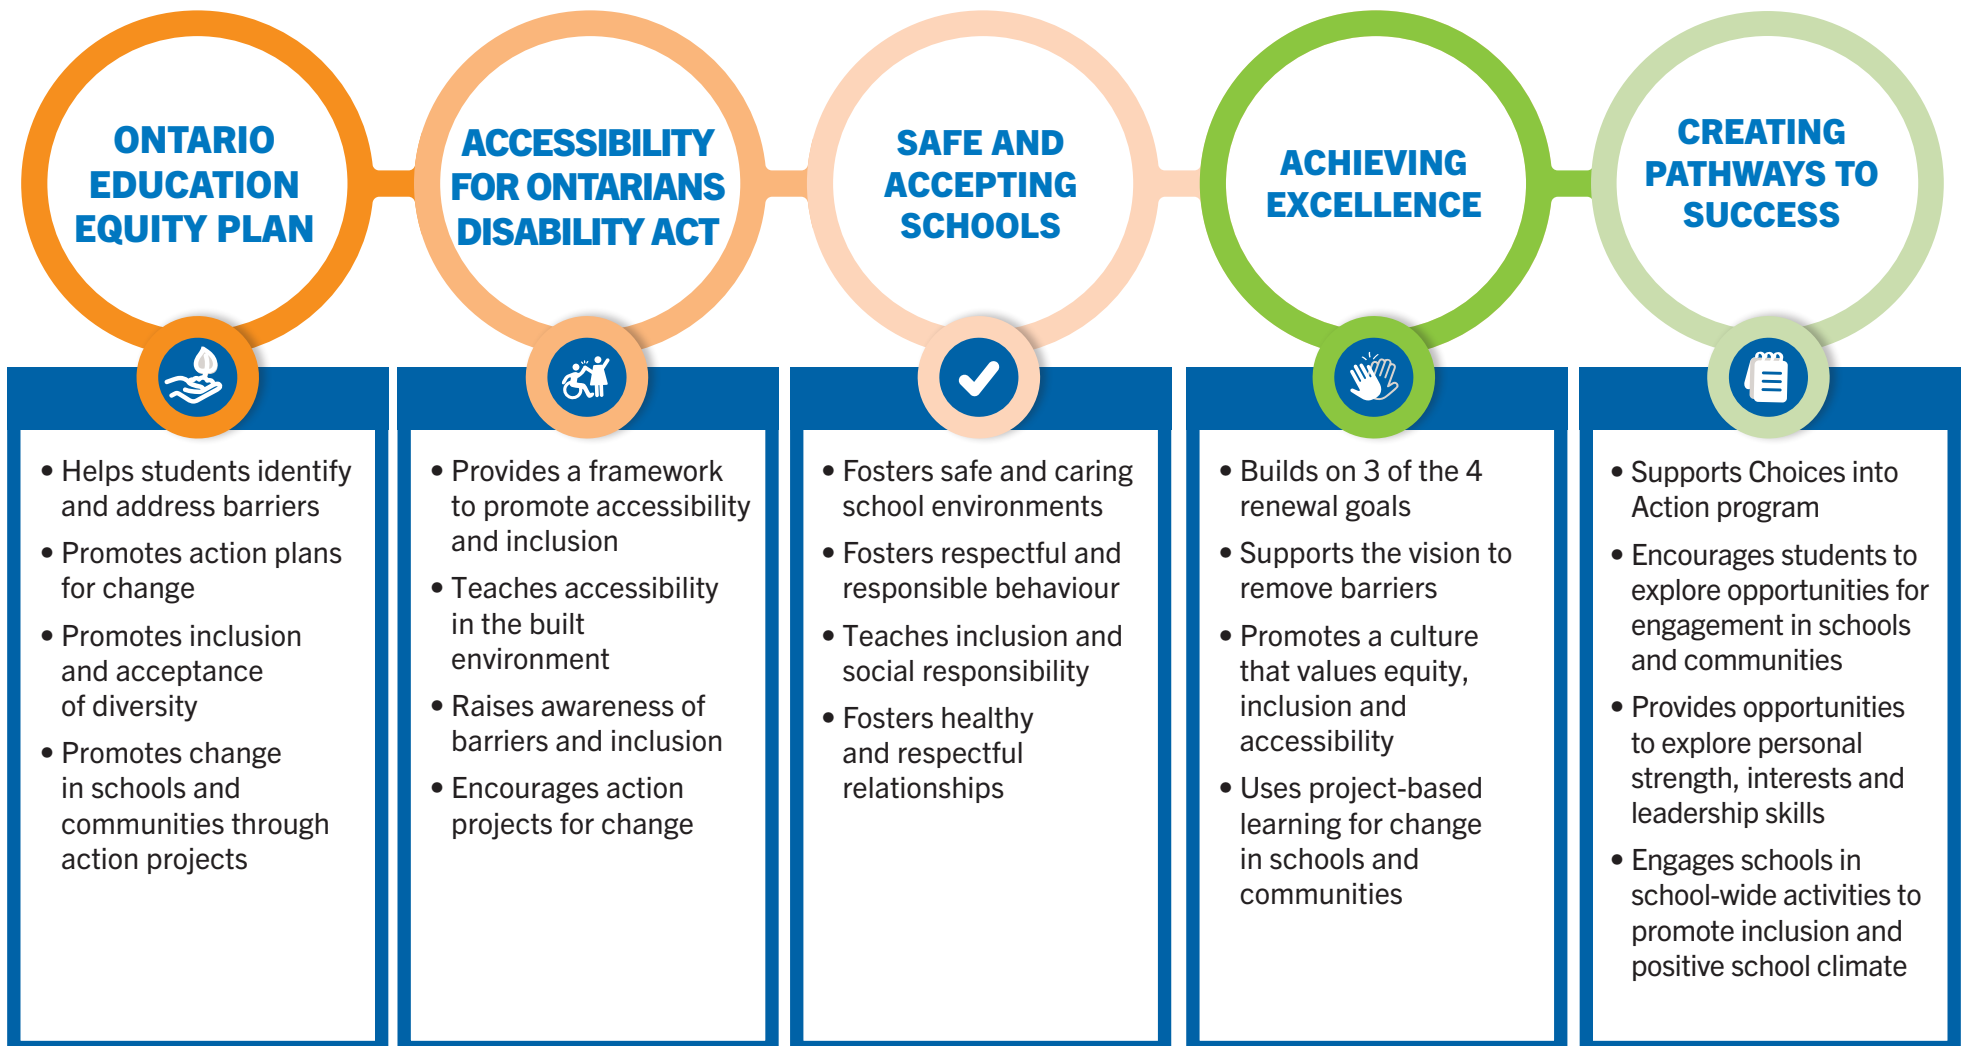 ONTARIO
EDUCATION
EQUITY PLAN
• Helps students identify
and address barriers
• Promotes action plans
for change
• Promotes inclusion
and acceptance
of diversity
• Promotes change
in schools and
communities through
action projects
ACCESSIBILITY
FOR ONTARIANS
DISABILITY ACT
• Provides a framework
to promote accessibility
and inclusion
• Teaches accessibility
in the built
environment
• Raises awareness of
barriers and inclusion
• Encourages action
projects for change
SAFE AND
ACCEPTING
SCHOOLS
• Fosters safe and caring
school environments
• Fosters respectful and
responsible behaviour
• Teaches inclusion and
social responsibility
• Fosters healthy
and respectful
relationships
ACHIEVING
EXCELLENCE
• Builds on 3 of the 4
renewal goals
• Supports the vision to
remove barriers
• Promotes a culture
that values equity,
inclusion and
accessibility
• Uses project-based
learning for change
in schools and
communities
CREATING
PATHWAYS TO
SUCCESS
• Supports Choices into
Action program
• Encourages students to
explore opportunities for
engagement in schools
and communities
• Provides opportunities
to explore personal
strength, interests and
leadership skills
• Engages schools in
school-wide activities to
promote inclusion and
positive school climate